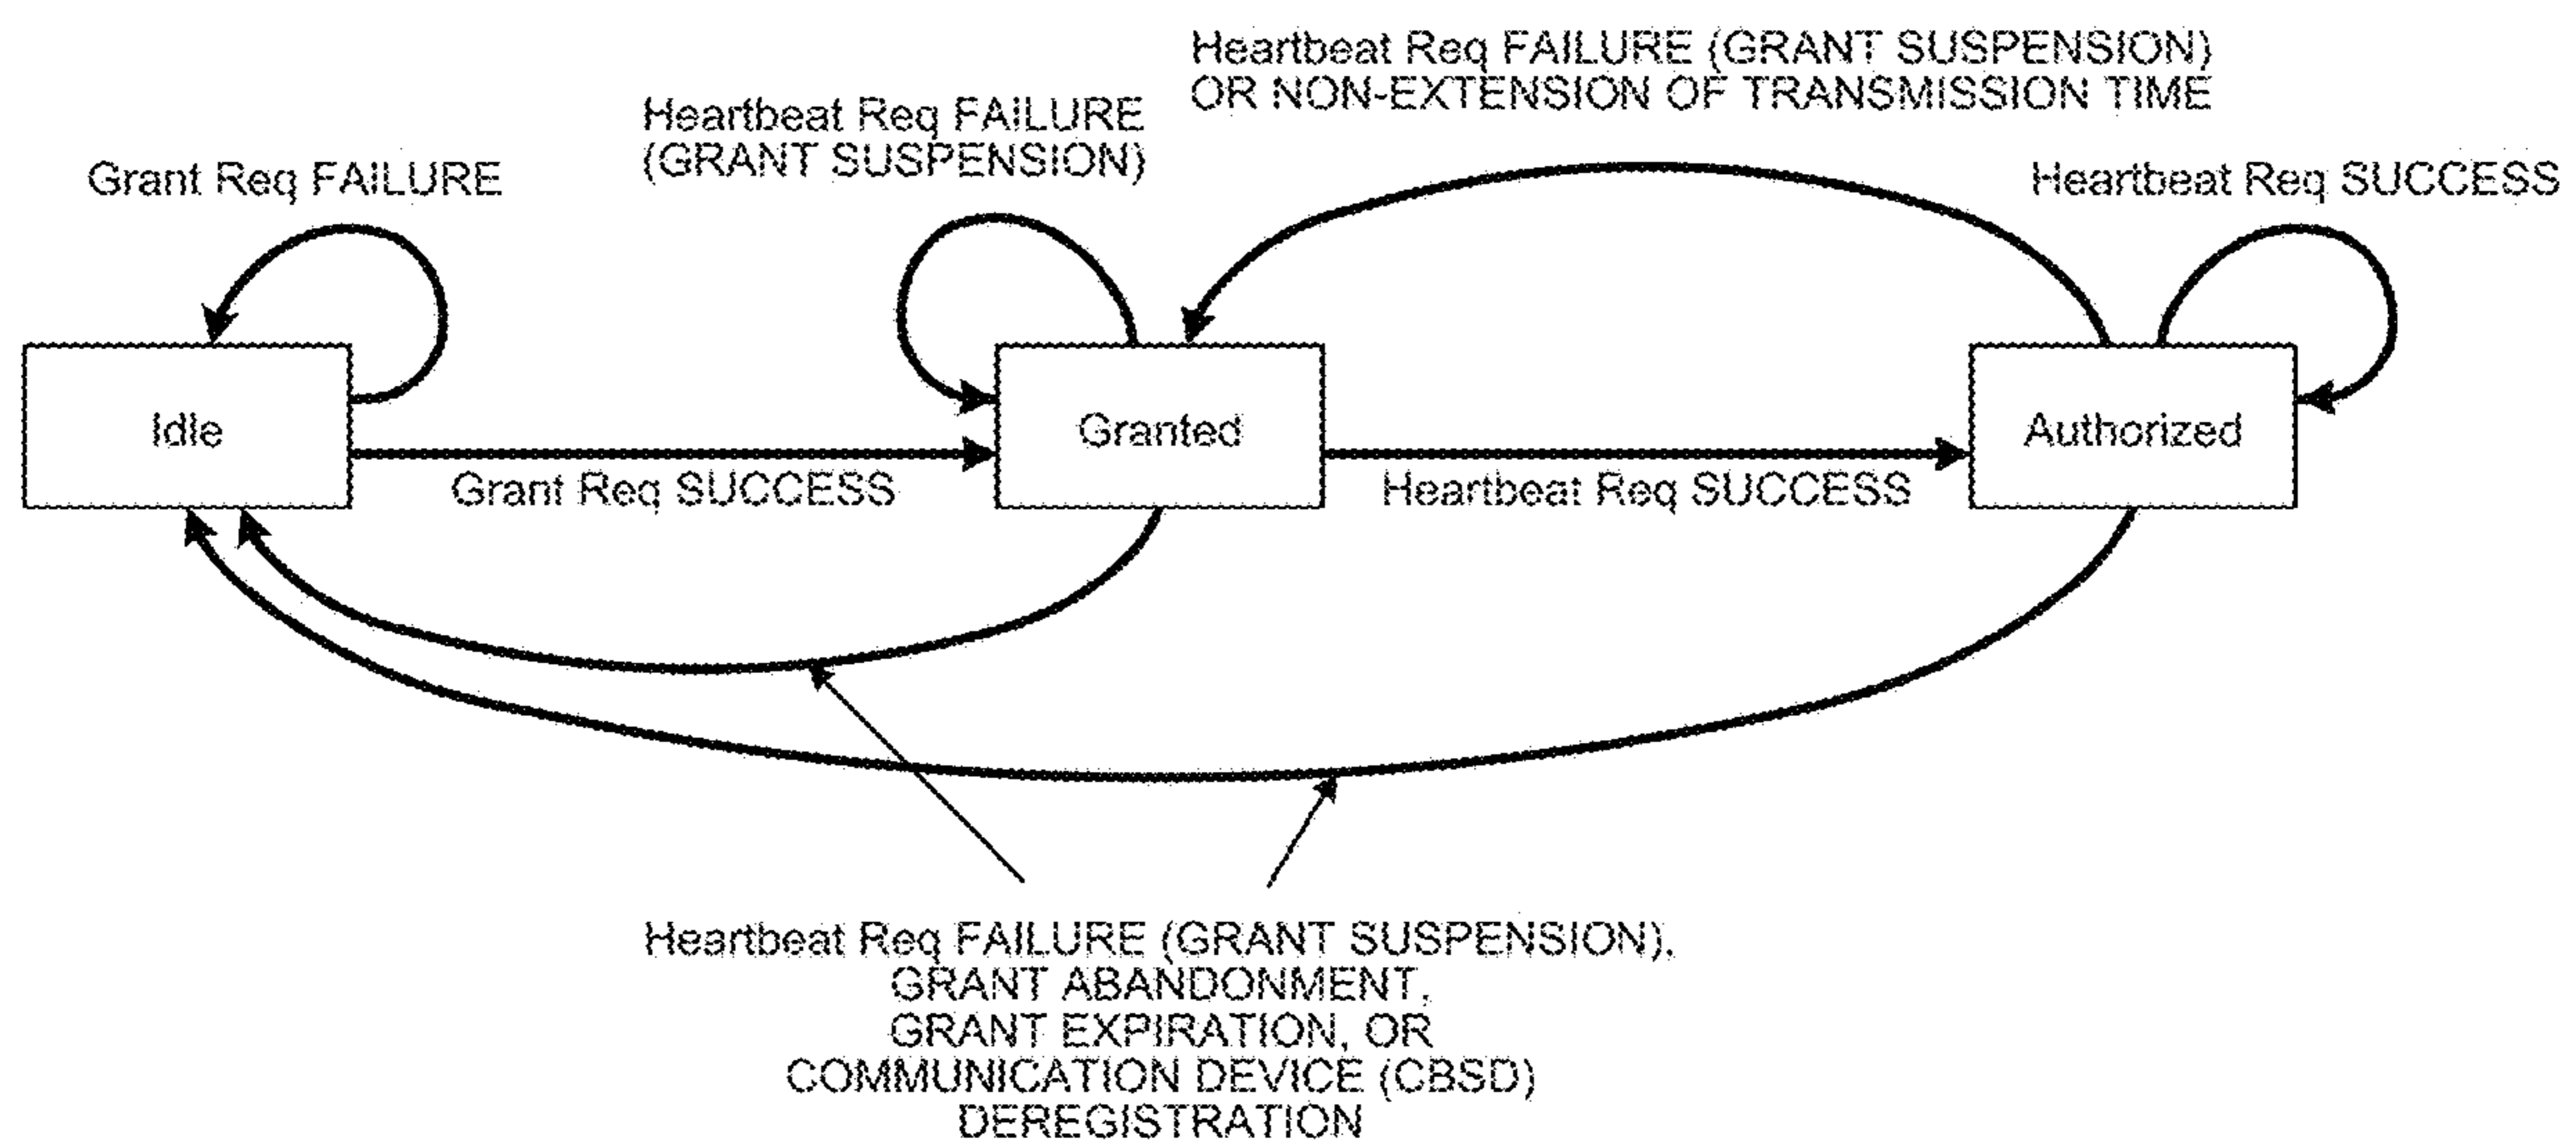 Heartbeat Req FAILURE (GRANT SUSPENSION)
OR NON-EXTENSION OF TRANSMISSION TIME
Heartbeat Req FAILURE
(GRANT SUSPENSION)
Grant Req FAILURE
Heartbeat Req SUCCESS
Idle
Granted
Authorized
Grant Req SUCCESS
Heartbeat Req SUCCESS
Heartbeat Req FAILURE (GRANT SUSPENSION),
GRANT ABANDONMENT,
GRANT EXPIRATION, OR
COMMUNICATION DEVICE (CBSD)
DEREGISTRATION